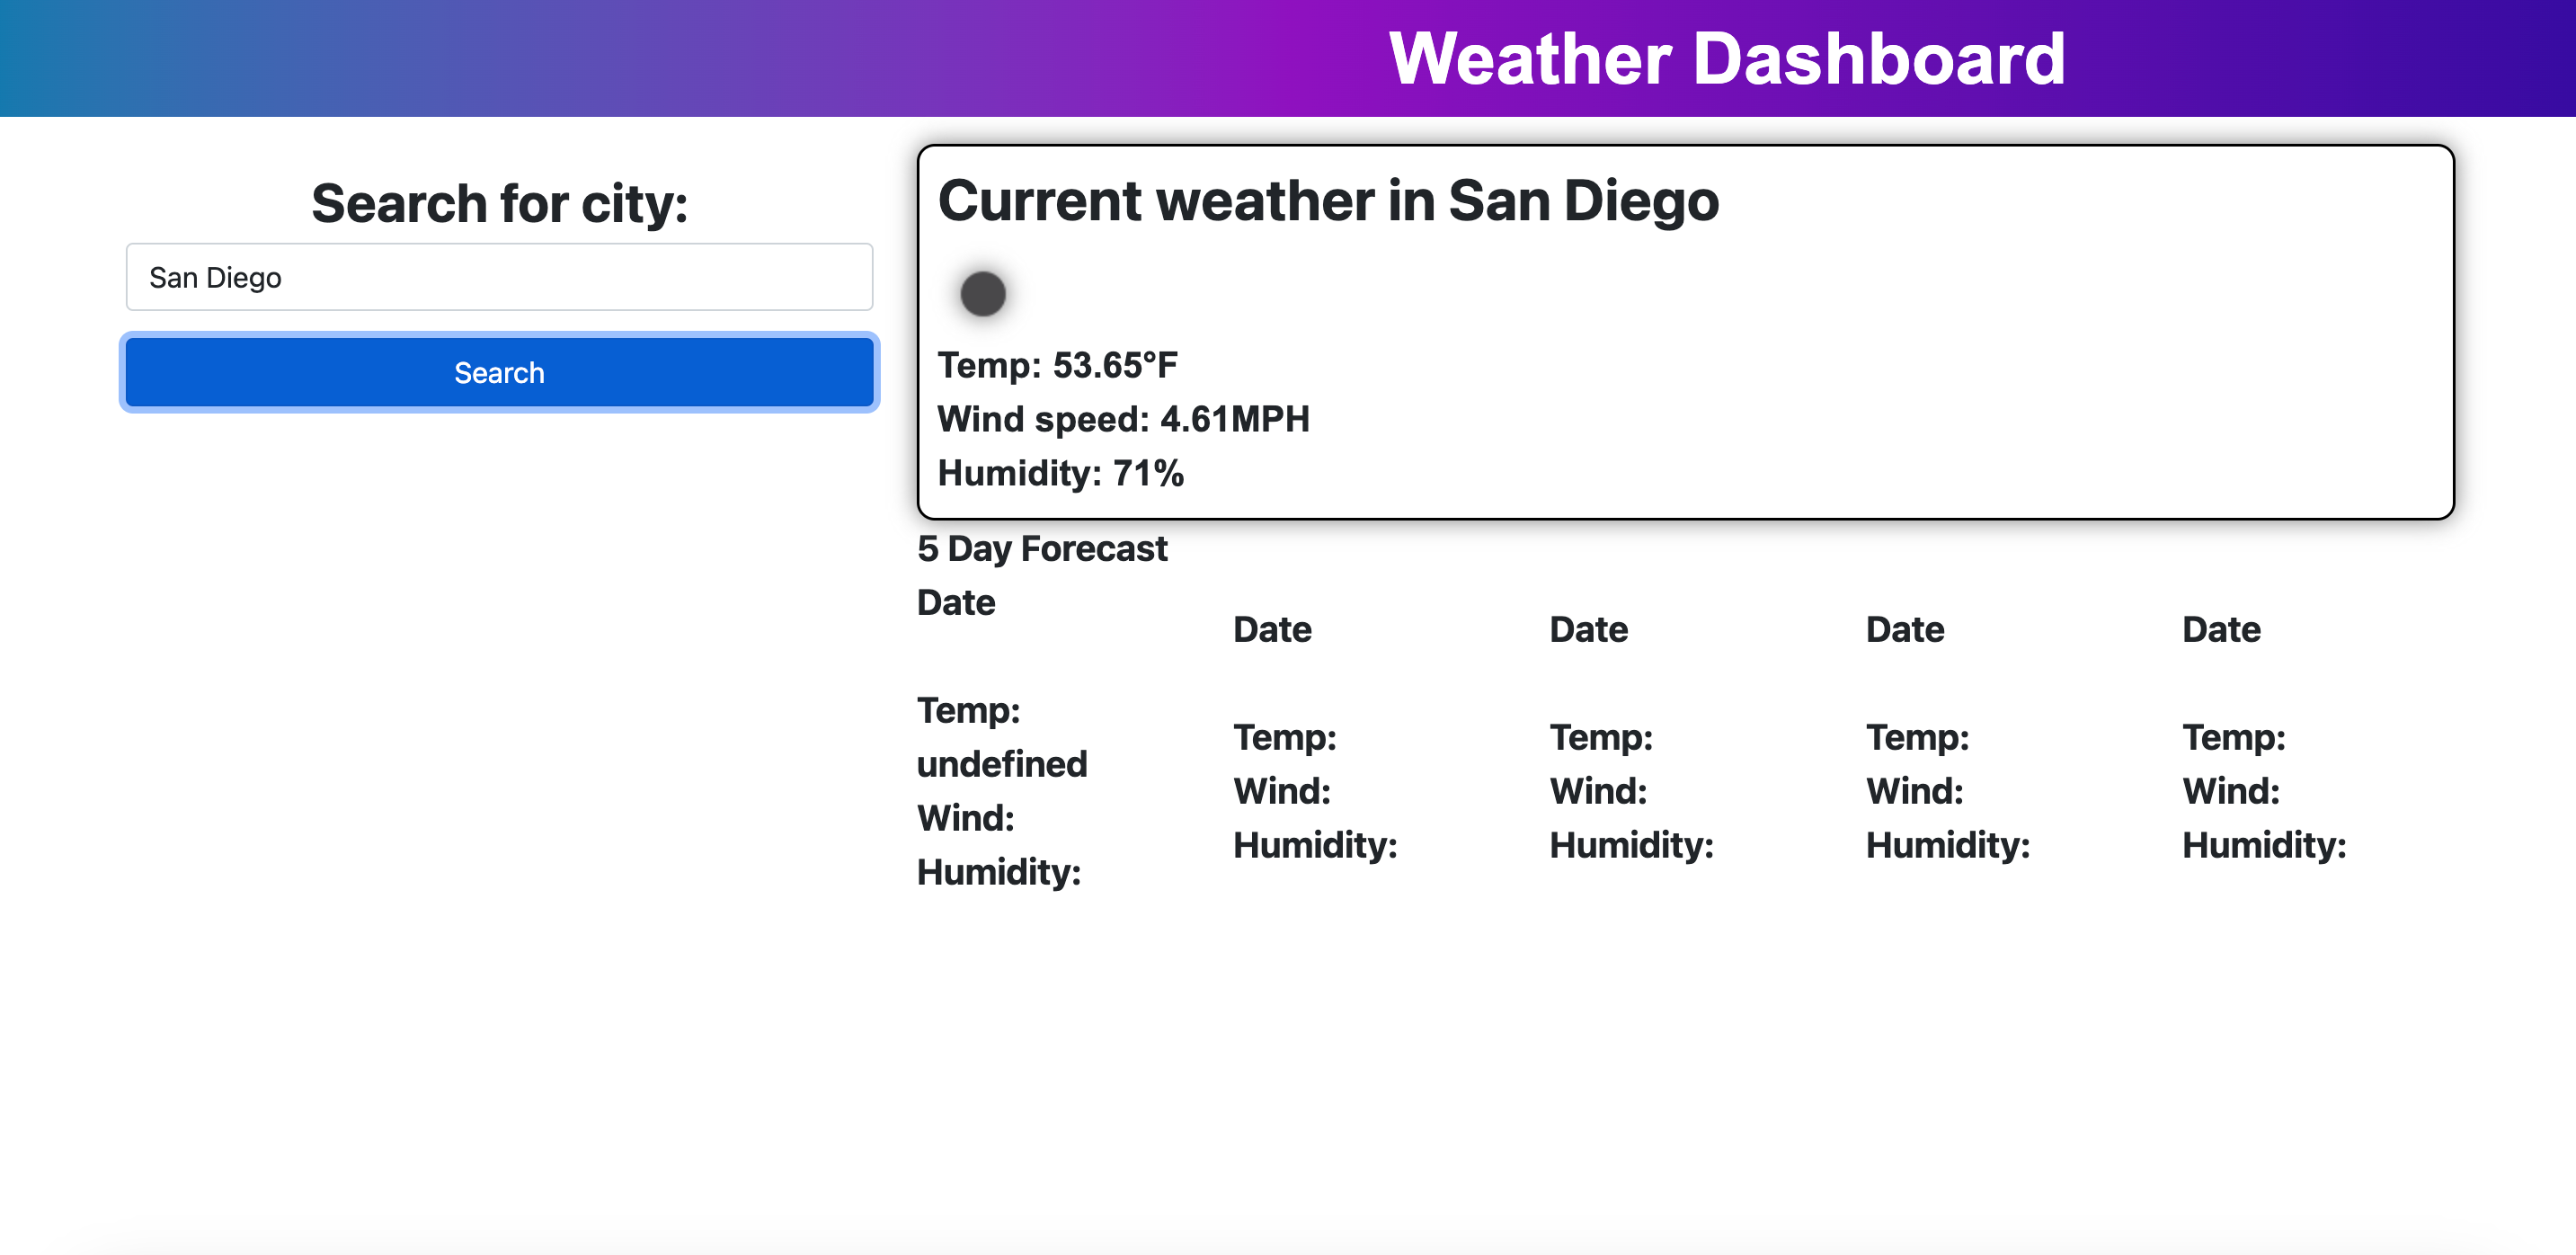 Weather Dashboard
Search for city:
San Diego
Search
Current weather in San Diego
Temp: 53.65°F
Wind speed: 4.61MPH
Humidity: 71%
5 Day Forecast
Date
Temp:
undefined
Wind:
Humidity:
Date
Temp:
Wind:
Humidity:
Date
Temp:
Wind:
Humidity:
Date
Temp:
Wind:
Humidity:
Date
Temp:
Wind:
Humidity: